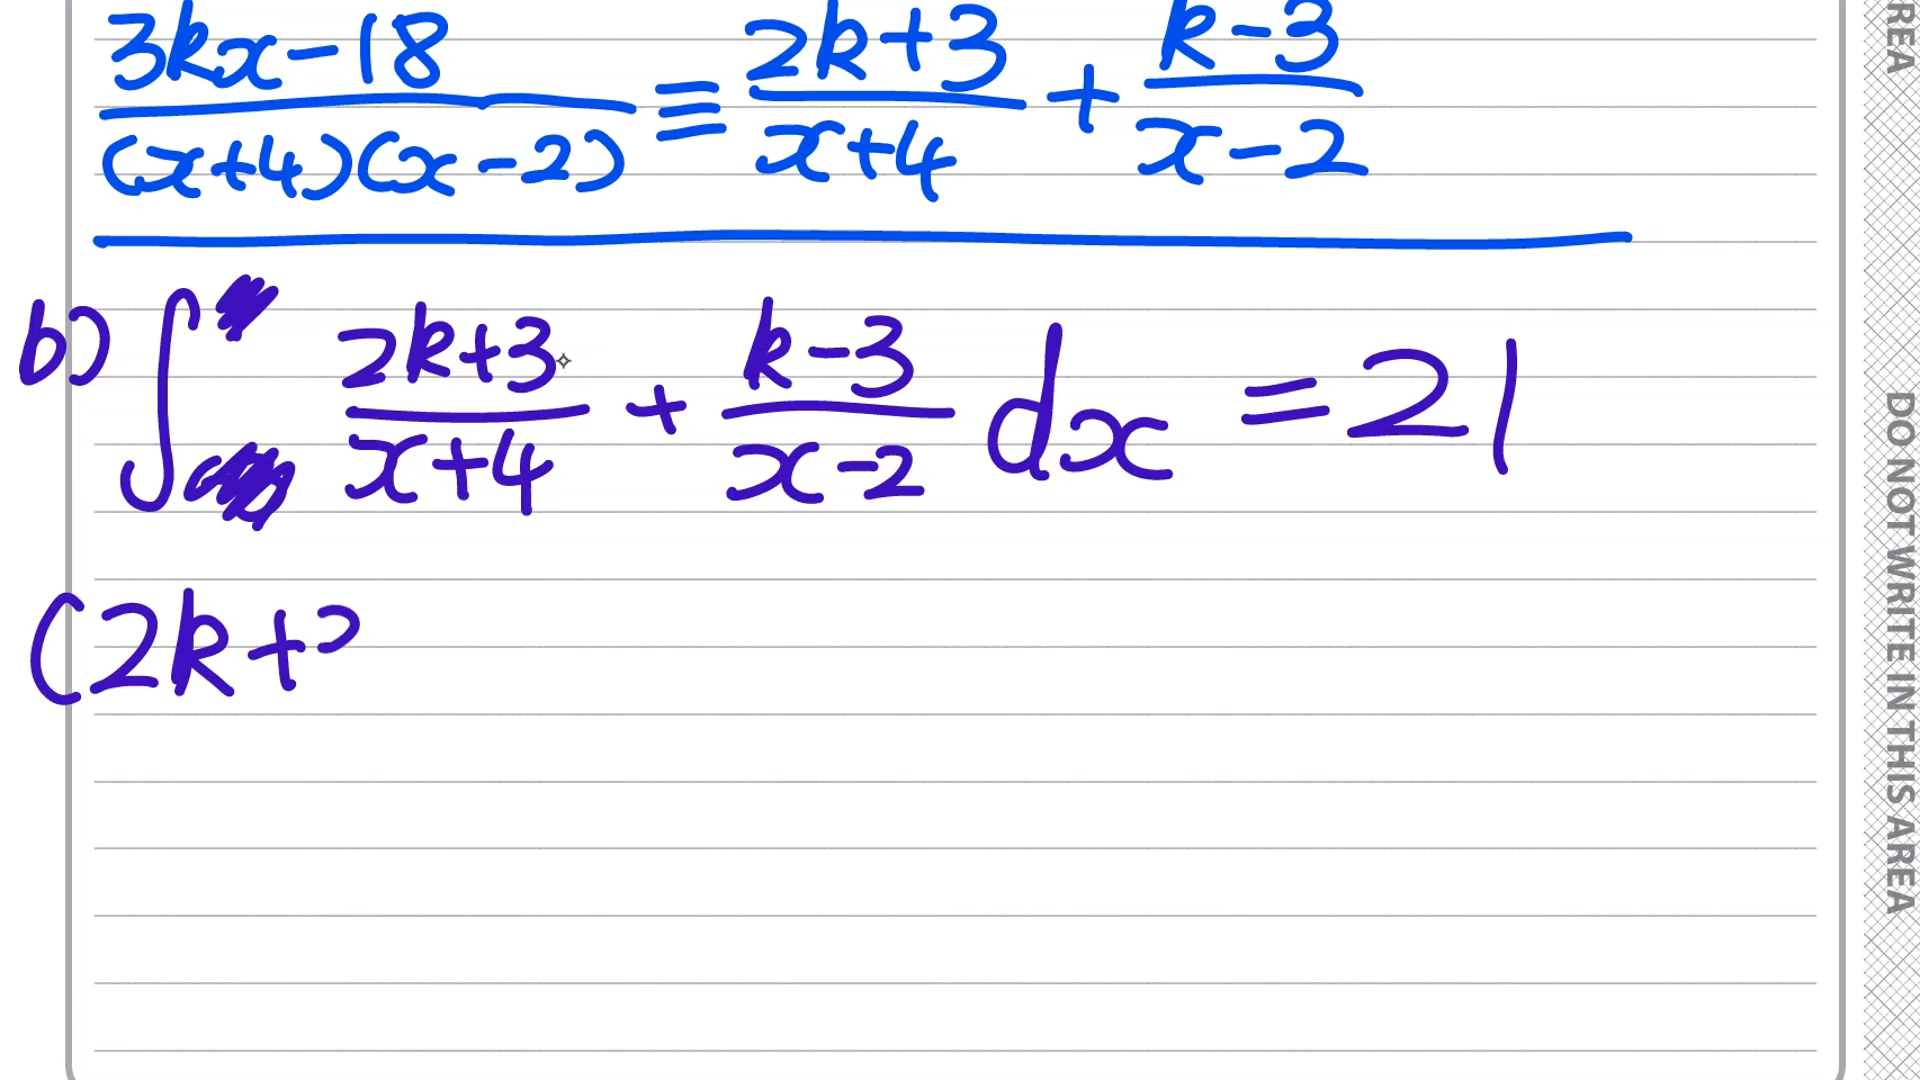 (3kx-18)/((x+4)(x-2)) ≡ (2k+3)/(x+4) + (k-3)/(x-2)
b) ∫ (2k+3)/(x+4) + (k-3)/(x-2) dx = 21
(2k+
REA
DO NOT WRITE IN THIS AREA